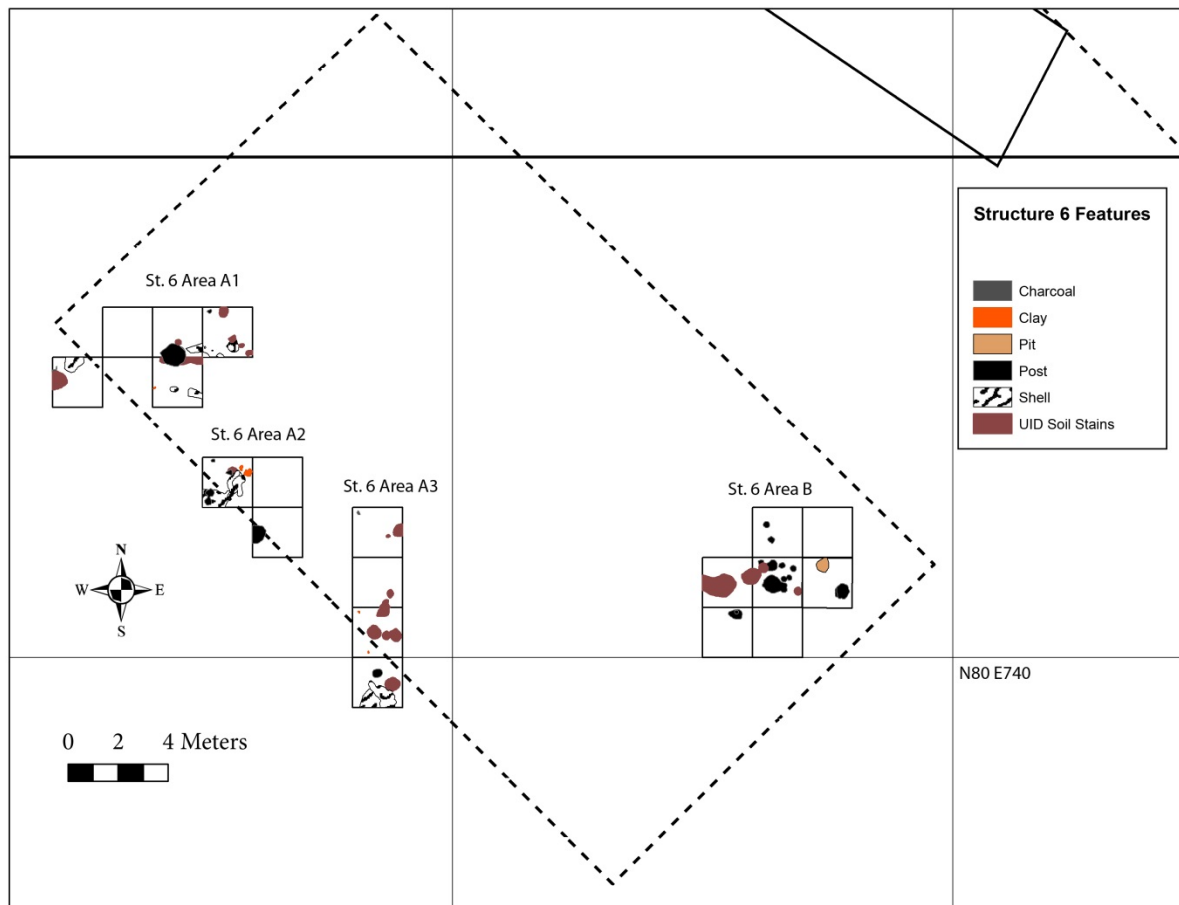 Structure 6 Features
Charcoal
Clay
Pit
Post
Shell
UID Soil Stains
St. 6 Area A1
St. 6 Area A2
St. 6 Area A3
St. 6 Area B
N
W E
S
N80 E740
0 2 4 Meters